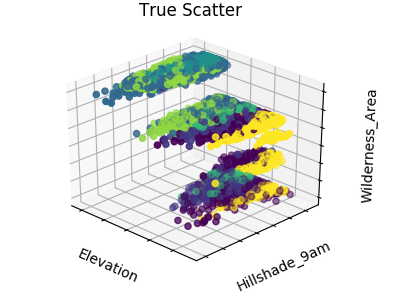 True Scatter
Wilderness_Area
Elevation
Hillshade_9am